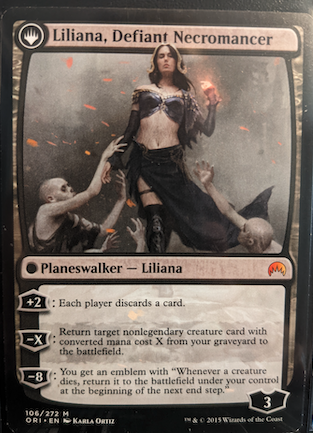 Liliana, Defiant Necromancer
Planeswalker — Liliana
+2: Each player discards a card.
-X: Return target nonlegendary creature card with
converted mana cost X from your graveyard to
the battlefield.
-8: You get an emblem with “Whenever a creature
dies, return it to the battlefield under your control
at the beginning of the next end step.”
3
106/272 M
ORI • EN KARLA ORTIZ
™ & © 2015 Wizards of the Coast